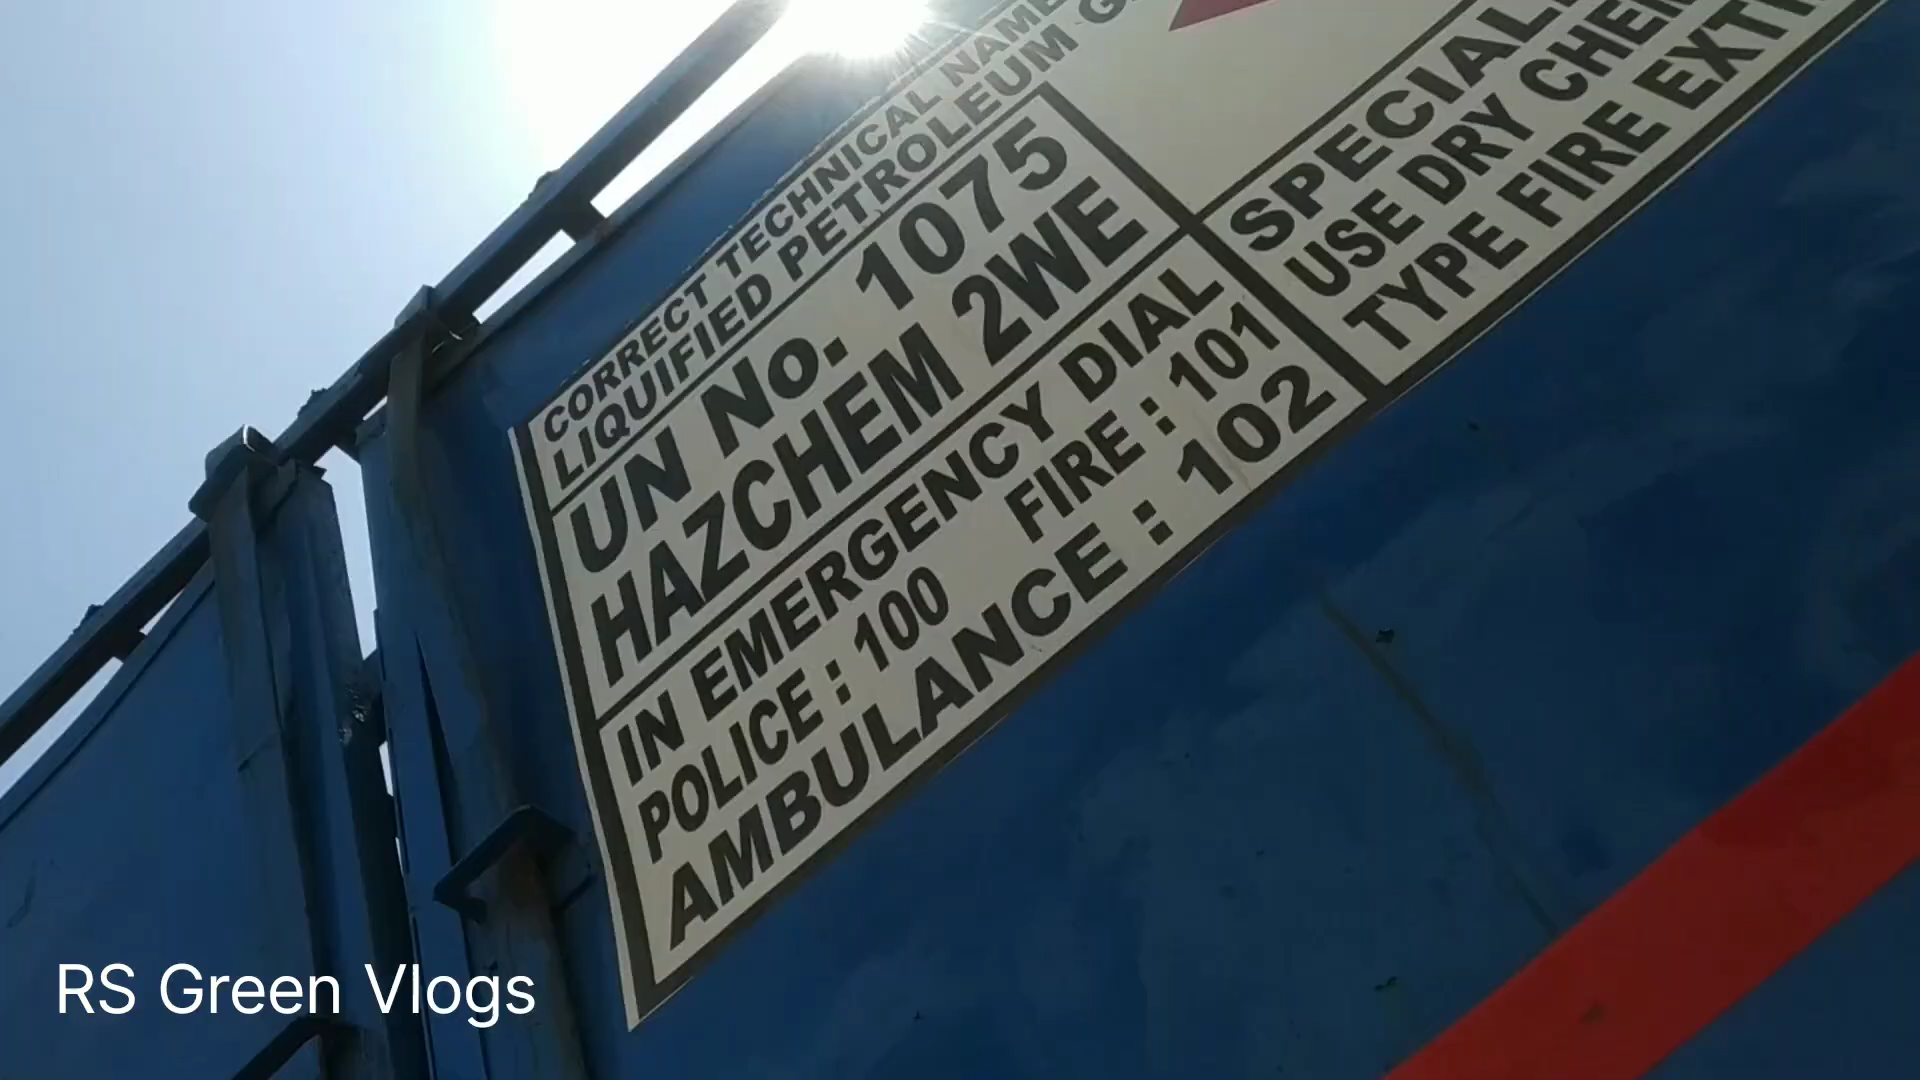 CORRECT TECHNICAL NAME
LIQUIFIED PETROLEUM
UN No. 1075
HAZCHEM 2WE
IN EMERGENCY DIAL
POLICE : 100 FIRE : 101
AMBULANCE : 102
USE DRY
TYPE FIRE
RS Green Vlogs